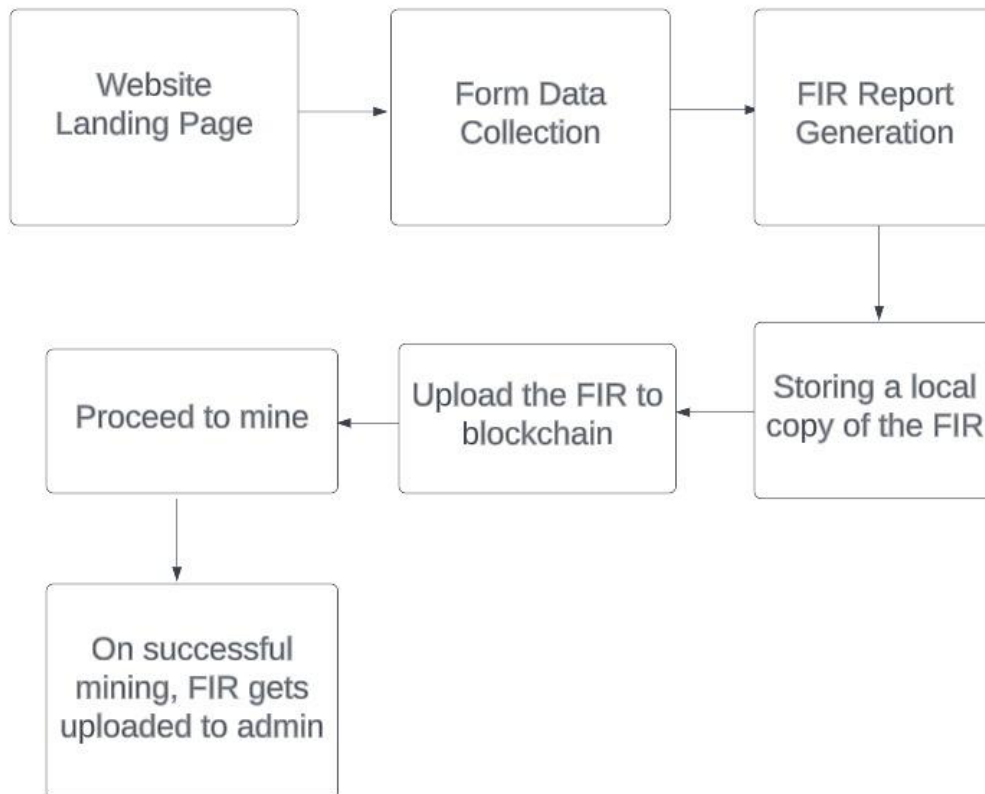 Website
Landing Page
Form Data
Collection
FIR Report
Generation
Storing a local
copy of the FIR
Upload the FIR to
blockchain
Proceed to mine
On successful
mining, FIR gets
uploaded to admin